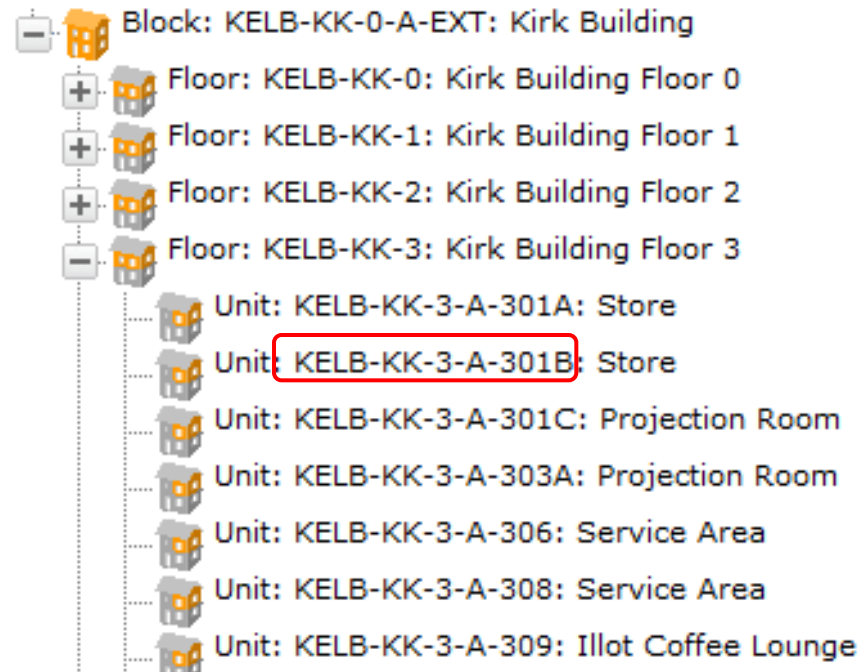 Block: KELB-KK-0-A-EXT: Kirk Building
Floor: KELB-KK-0: Kirk Building Floor 0
Floor: KELB-KK-1: Kirk Building Floor 1
Floor: KELB-KK-2: Kirk Building Floor 2
Floor: KELB-KK-3: Kirk Building Floor 3
Unit: KELB-KK-3-A-301A: Store
Unit: KELB-KK-3-A-301B: Store
Unit: KELB-KK-3-A-301C: Projection Room
Unit: KELB-KK-3-A-303A: Projection Room
Unit: KELB-KK-3-A-306: Service Area
Unit: KELB-KK-3-A-308: Service Area
Unit: KELB-KK-3-A-309: Illot Coffee Lounge